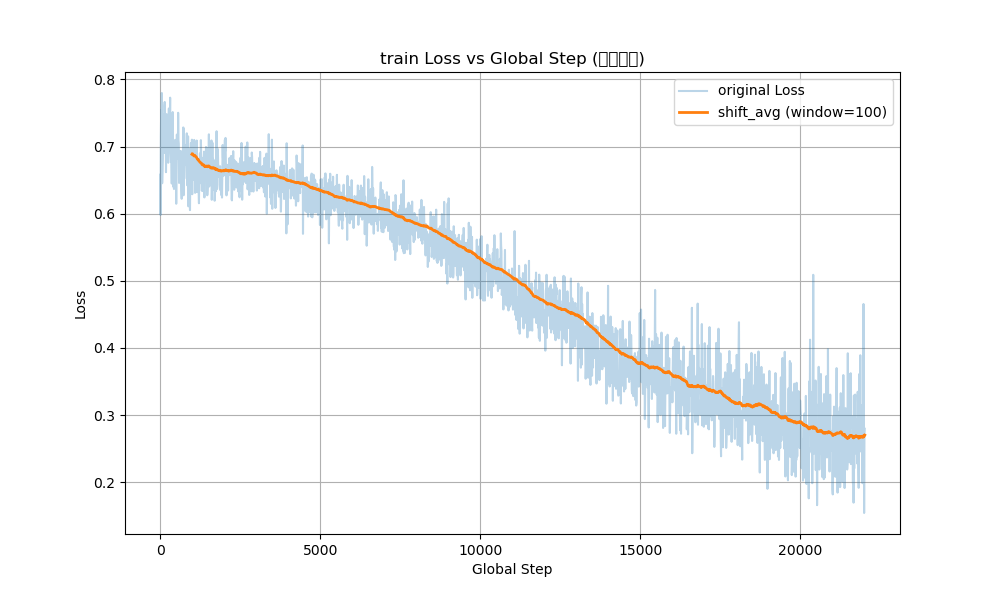 train Loss vs Global Step (□□□□)
original Loss
shift_avg (window=100)
0.8
0.7
0.6
0.5
0.4
0.3
0.2
Loss
0
5000
10000
15000
20000
Global Step